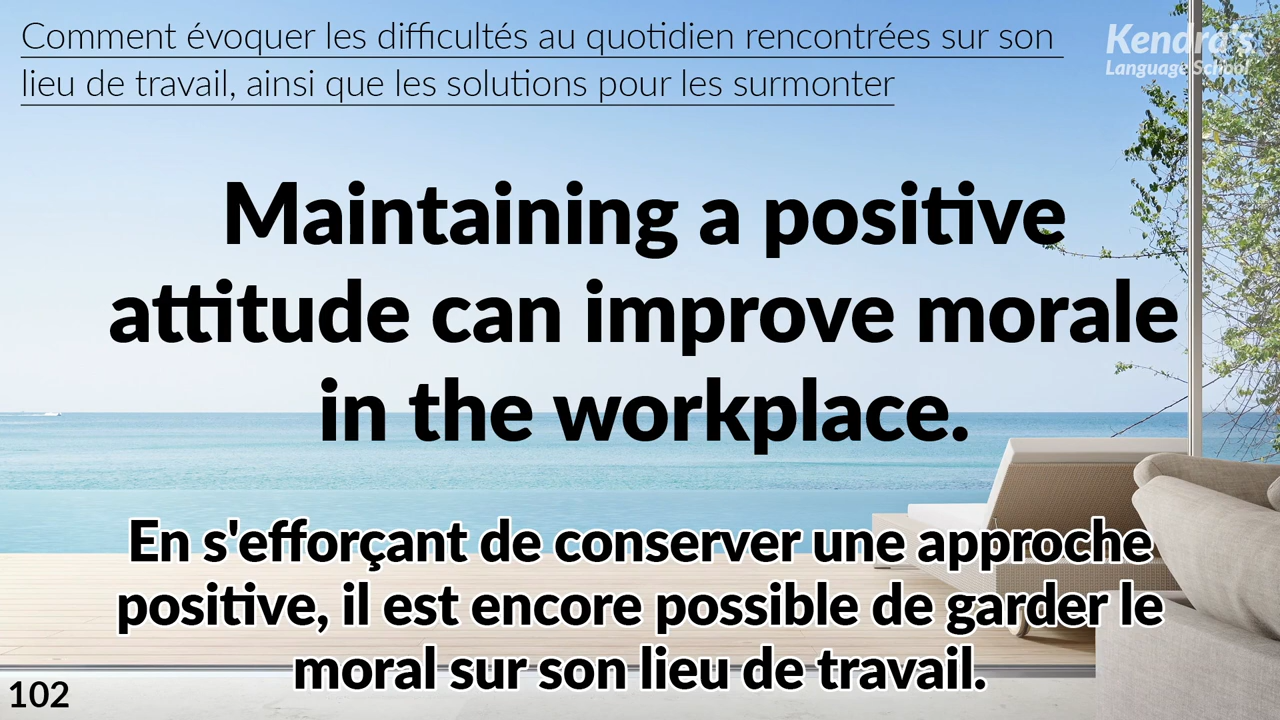 Comment évoquer les difficultés au quotidien rencontrées sur son
lieu de travail, ainsi que les solutions pour les surmonter
Kendra's
Language School
Maintaining a positive
attitude can improve morale
in the workplace.
En s'efforçant de conserver une approche
positive, il est encore possible de garder le
moral sur son lieu de travail.
102